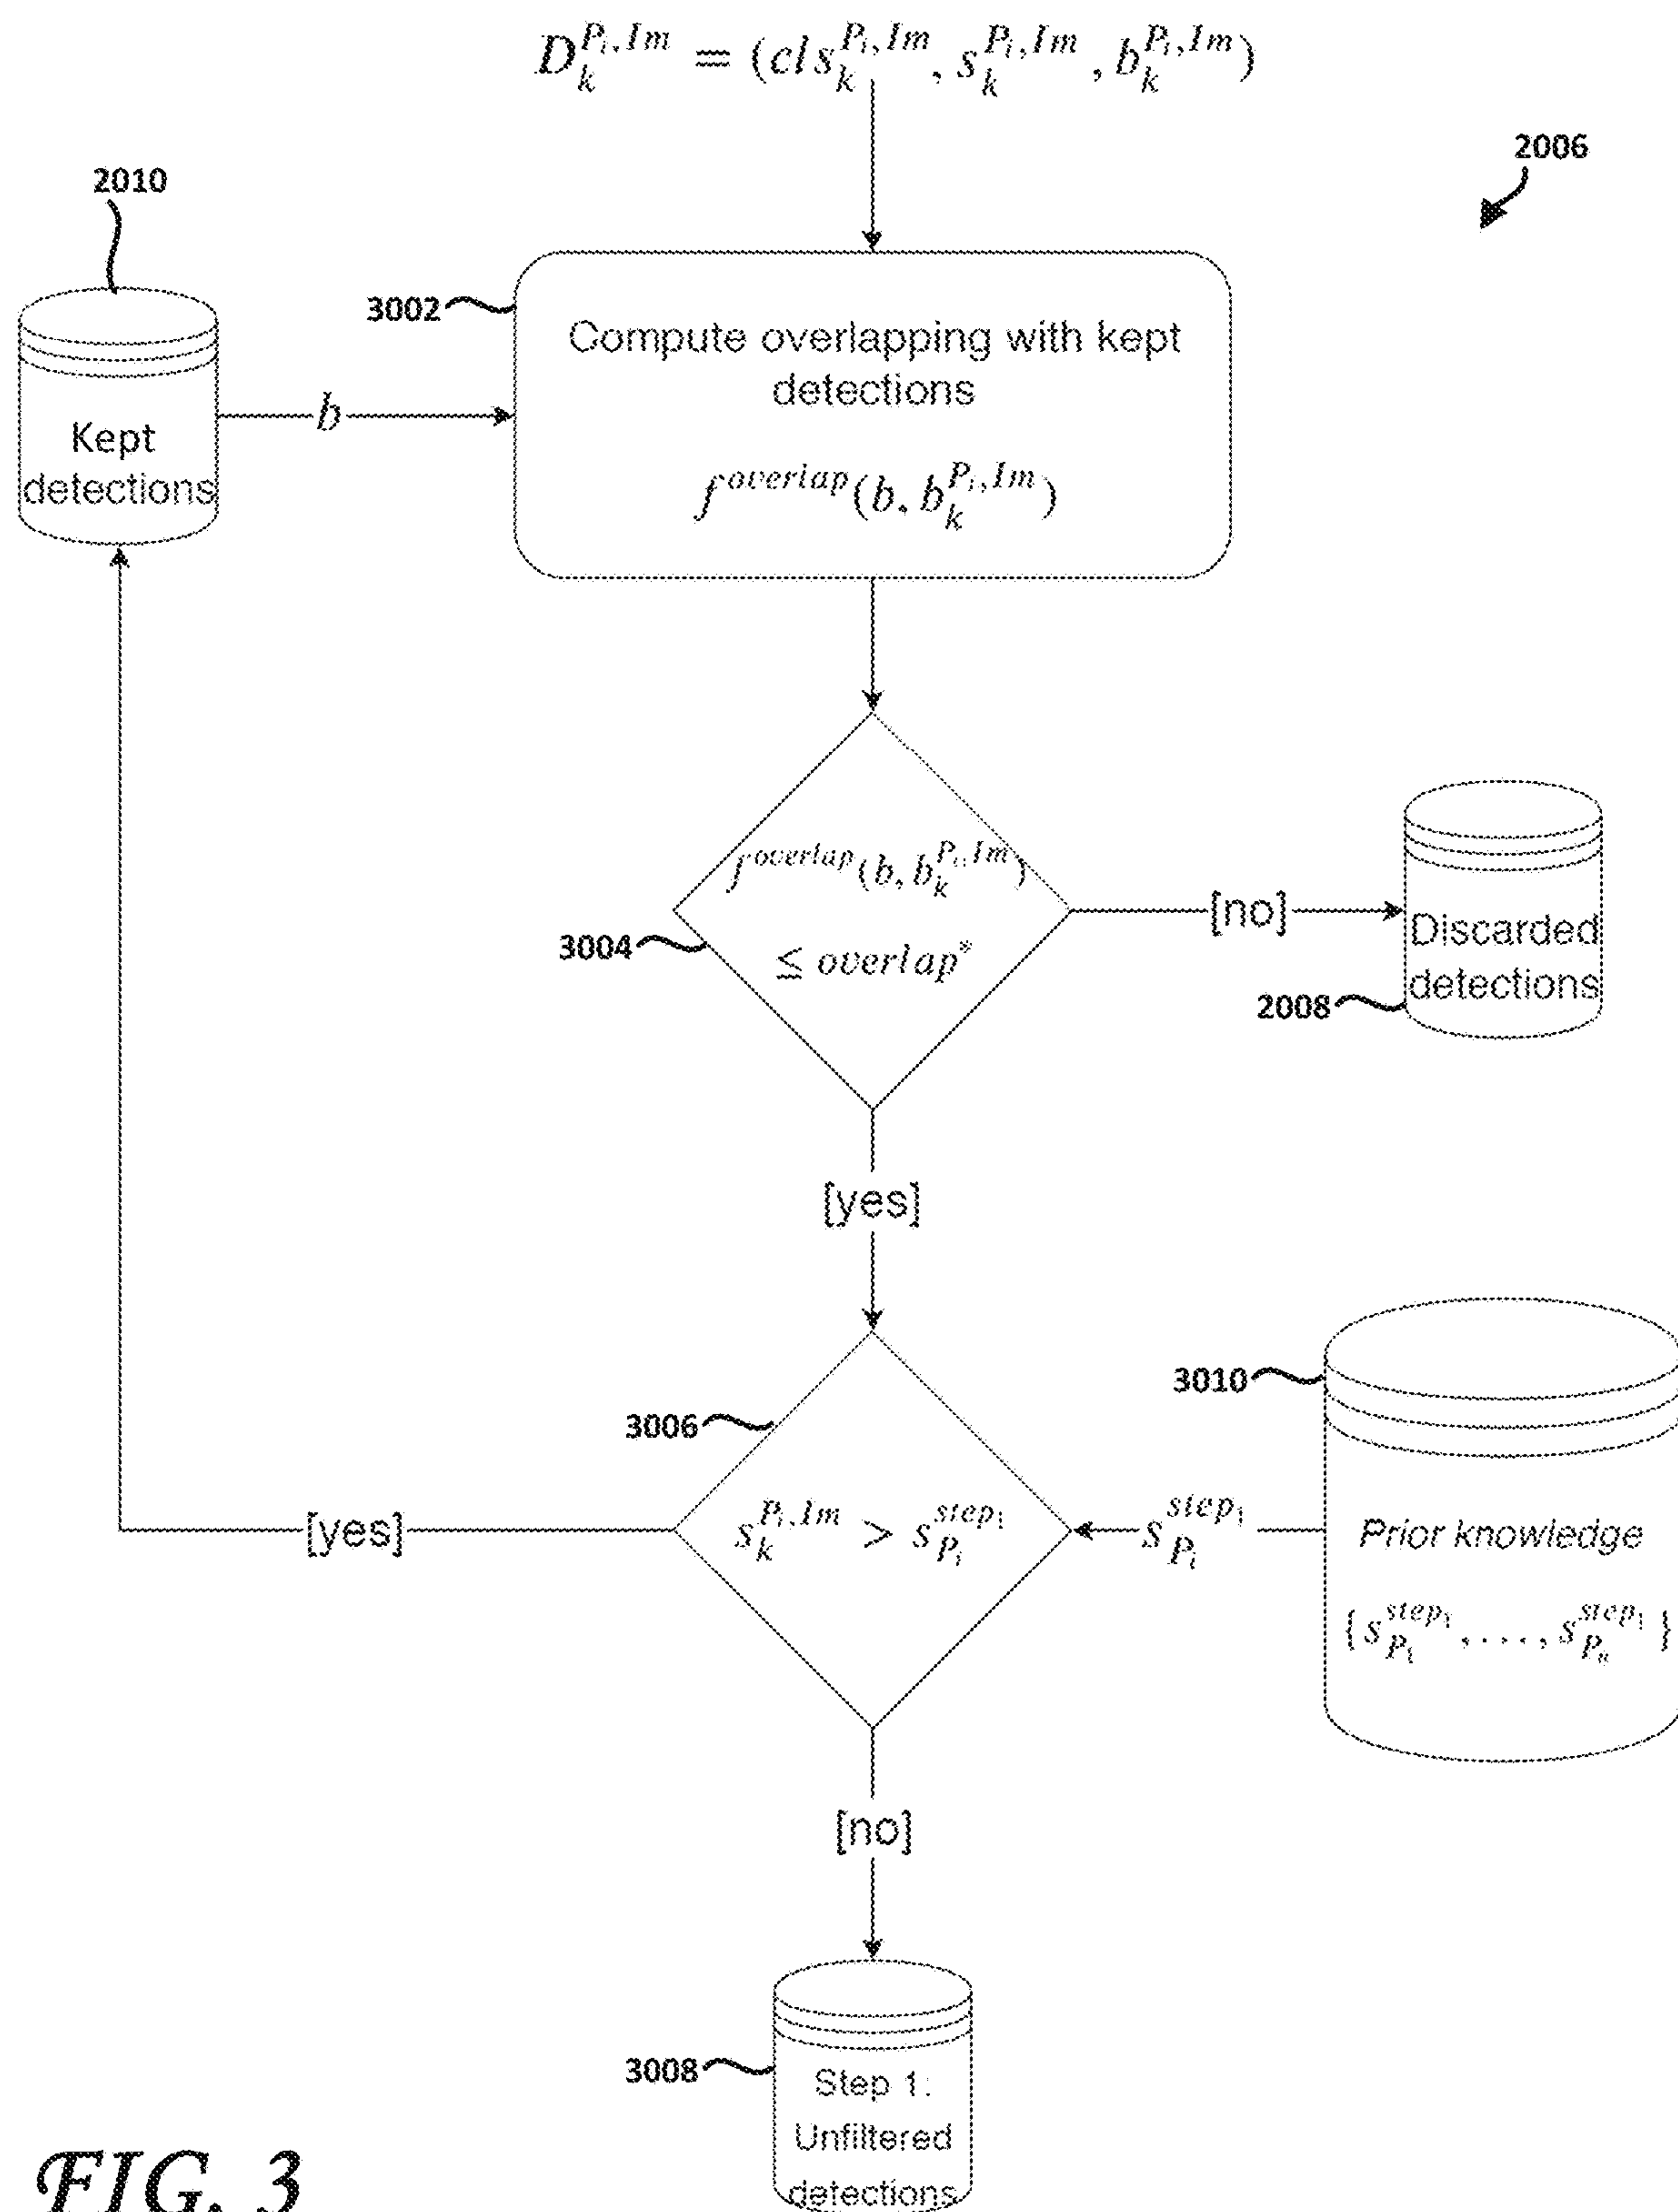 D_k^{P_i,Im} = (cls_k^{P_i,Im}, s_k^{P_i,Im}, b_k^{P_i,Im})
2006
2010
3002
Compute overlapping with kept
detections
f^{overlap}(b, b_k^{P_i,Im})
Kept
detections
b
f^{overlap}(b, b_k^{P_i,Im})
≤ overlap*
3004
[no]
Discarded
detections
2008
[yes]
3010
3006
s_k^{P_i,Im} > s_{P_i}^{step_1}
s_{P_i}^{step_1}
Prior knowledge
{s_{P_1}^{step_1}, . . . , s_{P_n}^{step_1}}
[yes]
[no]
3008
Step 1:
Unfiltered
detections
FIG. 3